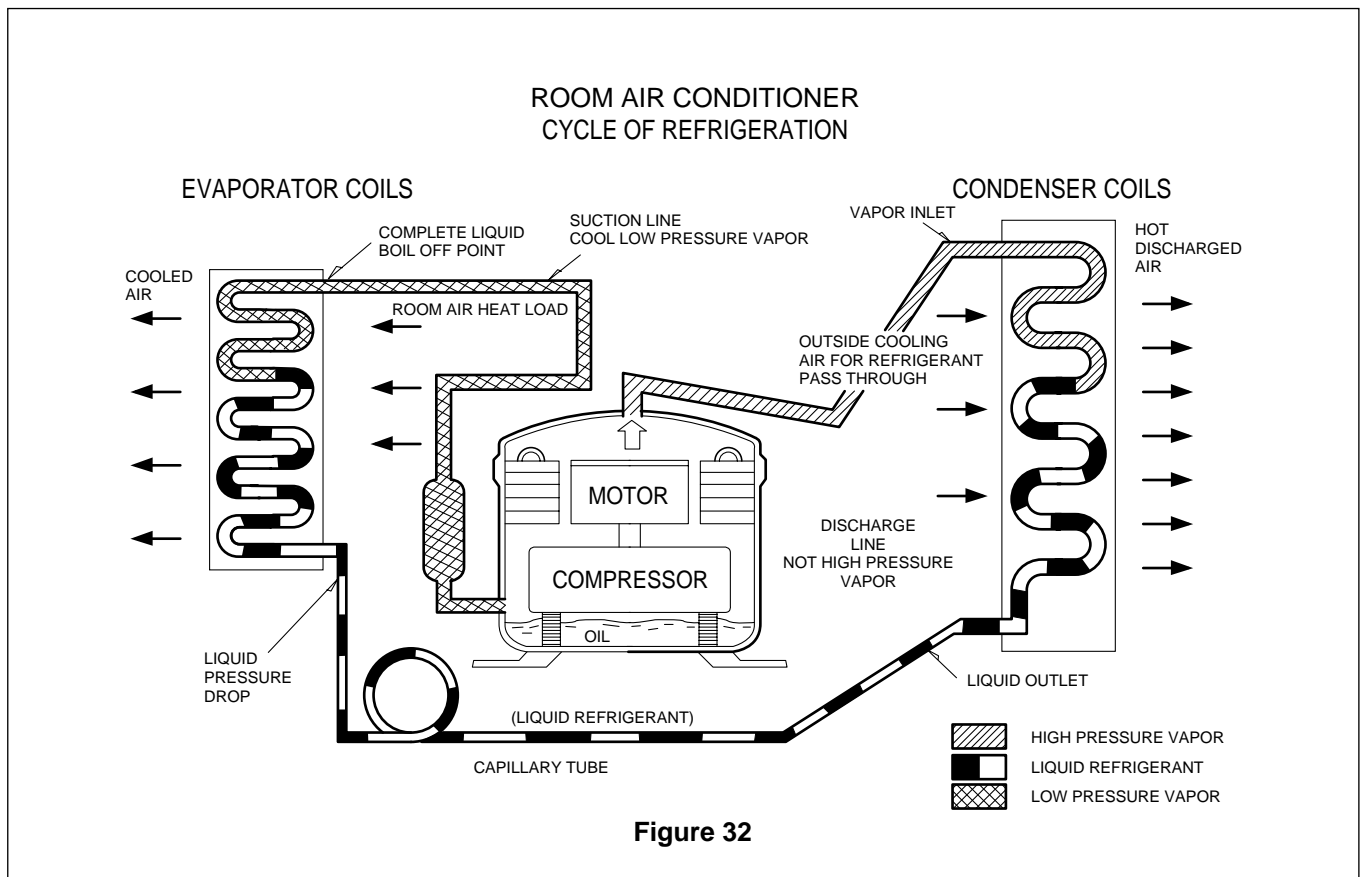 ROOM AIR CONDITIONER
CYCLE OF REFRIGERATION
EVAPORATOR COILS
CONDENSER COILS
COMPLETE LIQUID
BOIL OFF POINT
SUCTION LINE
COOL LOW PRESSURE VAPOR
VAPOR INLET
HOT
DISCHARGED
AIR
COOLED
AIR
ROOM AIR HEAT LOAD
OUTSIDE COOLING
AIR FOR REFRIGERANT
PASS THROUGH
MOTOR
COMPRESSOR
OIL
DISCHARGE
LINE
NOT HIGH PRESSURE
VAPOR
LIQUID
PRESSURE
DROP
LIQUID OUTLET
(LIQUID REFRIGERANT)
CAPILLARY TUBE
HIGH PRESSURE VAPOR
LIQUID REFRIGERANT
LOW PRESSURE VAPOR
Figure 32